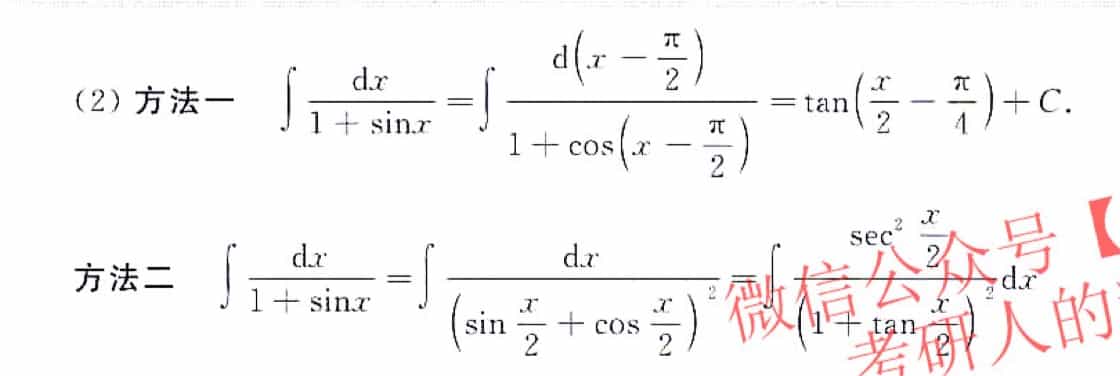 (2) 方法一 ∫ dx/(1 + sinx) = ∫ d(x − π/2)/(1 + cos(x − π/2)) = tan(x/2 − π/4) + C.
方法二 ∫ dx/(1 + sinx) = ∫ dx/(sin x/2 + cos x/2)² = ∫ sec² x/2/(1 + tan x/2)² dx
微信公众号【
考研人的